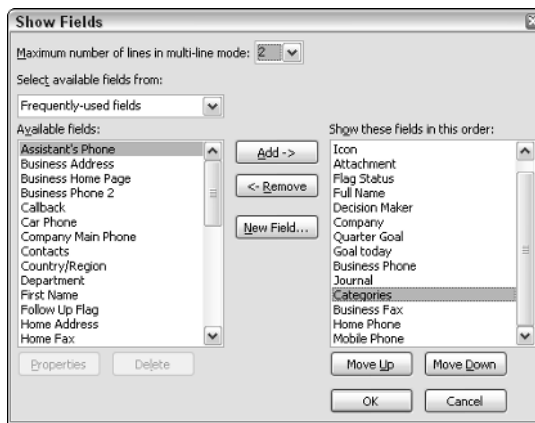 Show Fields
Maximum number of lines in multi-line mode: 2
Select available fields from:
Frequently-used fields
Available fields:
Assistant's Phone
Business Address
Business Home Page
Business Phone 2
Callback
Car Phone
Company Main Phone
Contacts
Country/Region
Department
First Name
Follow Up Flag
Home Address
Home Fax
Properties
Delete
Add ->
<- Remove
New Field...
Show these fields in this order:
Icon
Attachment
Flag Status
Full Name
Decision Maker
Company
Quarter Goal
Goal today
Business Phone
Journal
Categories
Business Fax
Home Phone
Mobile Phone
Move Up
Move Down
OK
Cancel